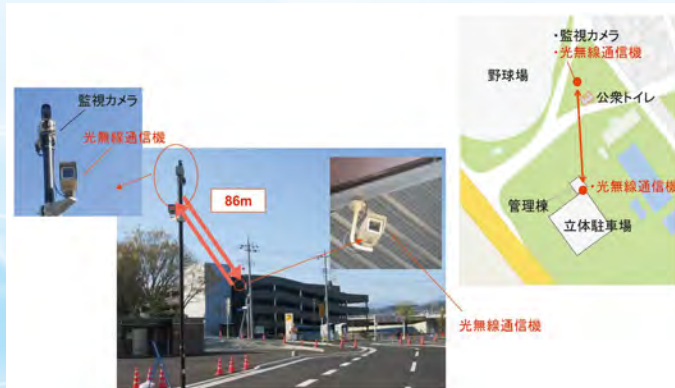 監視カメラ
光無線通信機
86m
光無線通信機
・監視カメラ
・光無線通信機
野球場
公衆トイレ
・光無線通信機
管理棟
立体駐車場